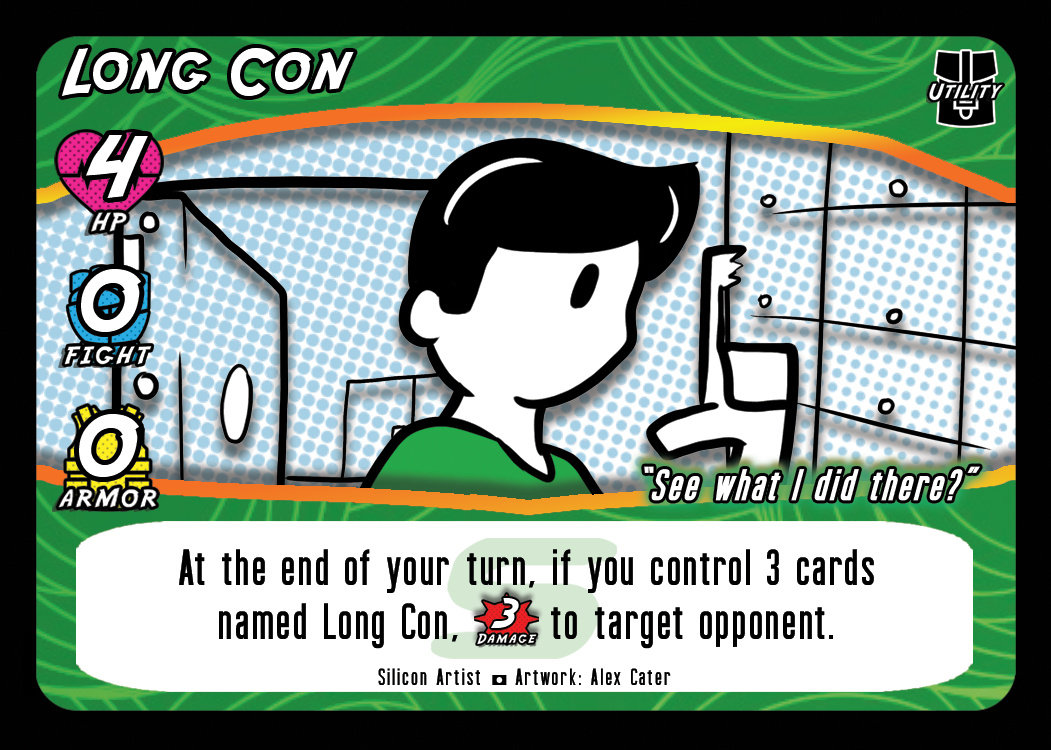 Long Con
Utility
4
HP
0
Fight
0
Armor
"See what I did there?"
At the end of your turn, if you control 3 cards
named Long Con, 3 Damage to target opponent.
Silicon Artist Artwork: Alex Cater